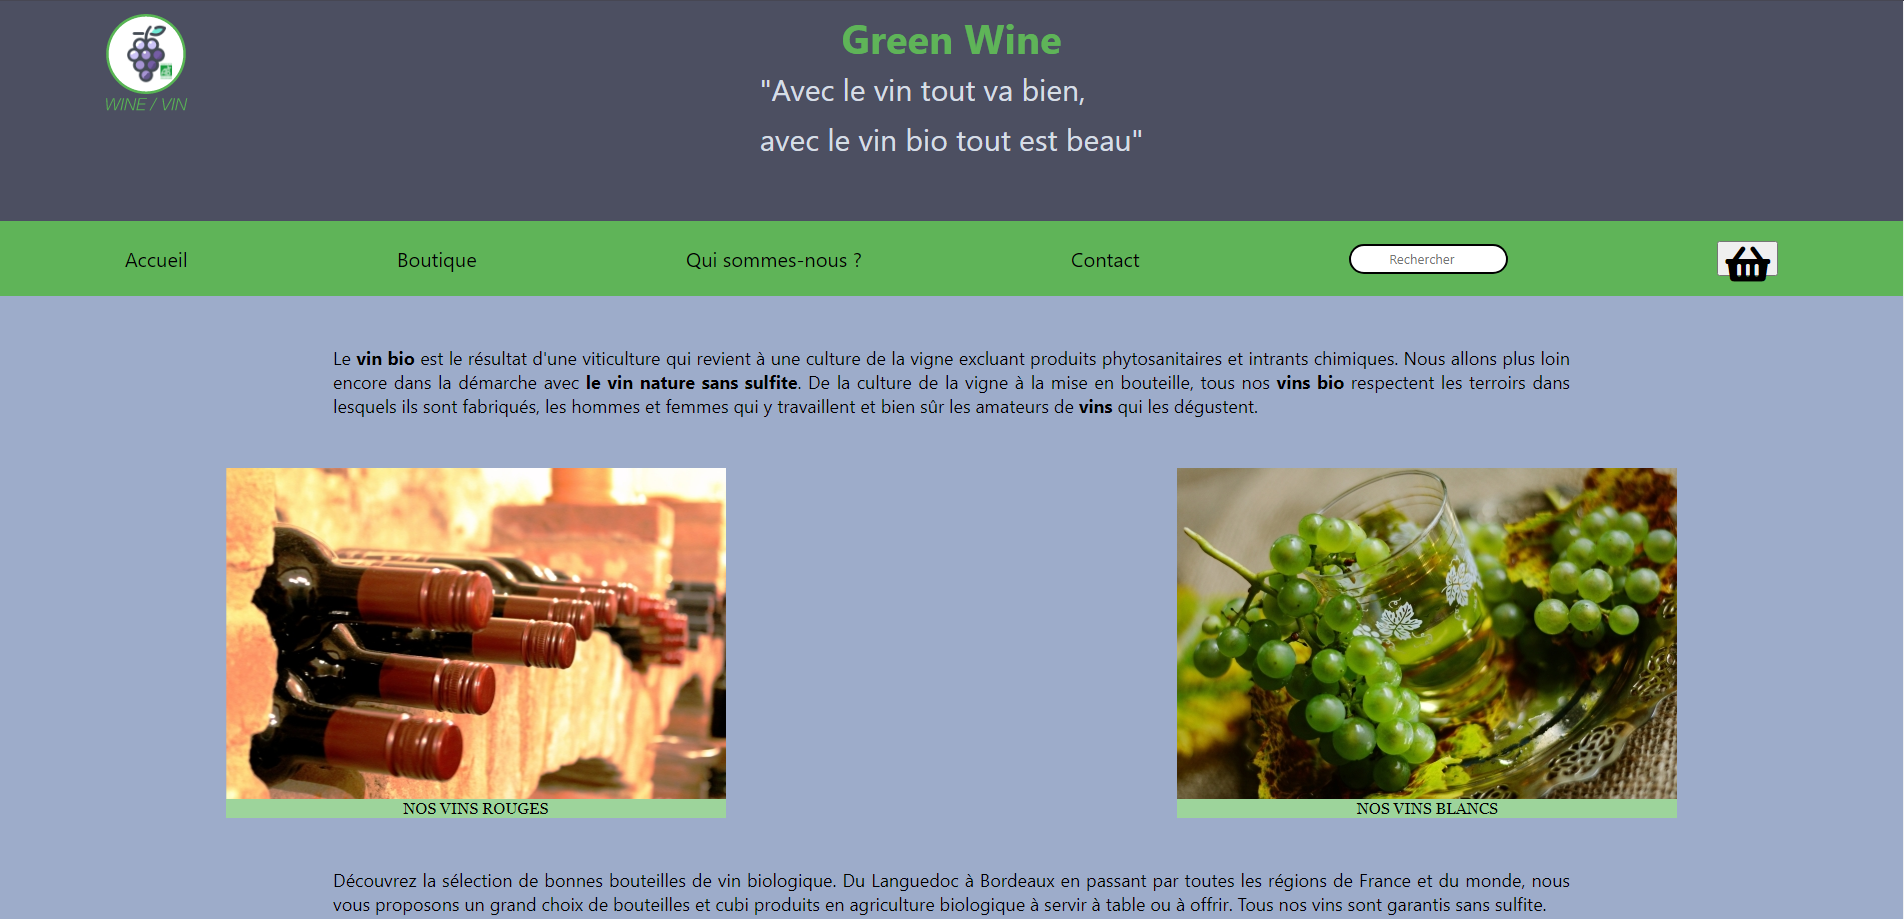 WINE / VIN
Green Wine
"Avec le vin tout va bien,
avec le vin bio tout est beau"
Accueil
Boutique
Qui sommes-nous ?
Contact
Rechercher
Le vin bio est le résultat d'une viticulture qui revient à une culture de la vigne excluant produits phytosanitaires et intrants chimiques. Nous allons plus loin
encore dans la démarche avec le vin nature sans sulfite. De la culture de la vigne à la mise en bouteille, tous nos vins bio respectent les terroirs dans
lesquels ils sont fabriqués, les hommes et femmes qui y travaillent et bien sûr les amateurs de vins qui les dégustent.
NOS VINS ROUGES
NOS VINS BLANCS
Découvrez la sélection de bonnes bouteilles de vin biologique. Du Languedoc à Bordeaux en passant par toutes les régions de France et du monde, nous
vous proposons un grand choix de bouteilles et cubi produits en agriculture biologique à servir à table ou à offrir. Tous nos vins sont garantis sans sulfite.